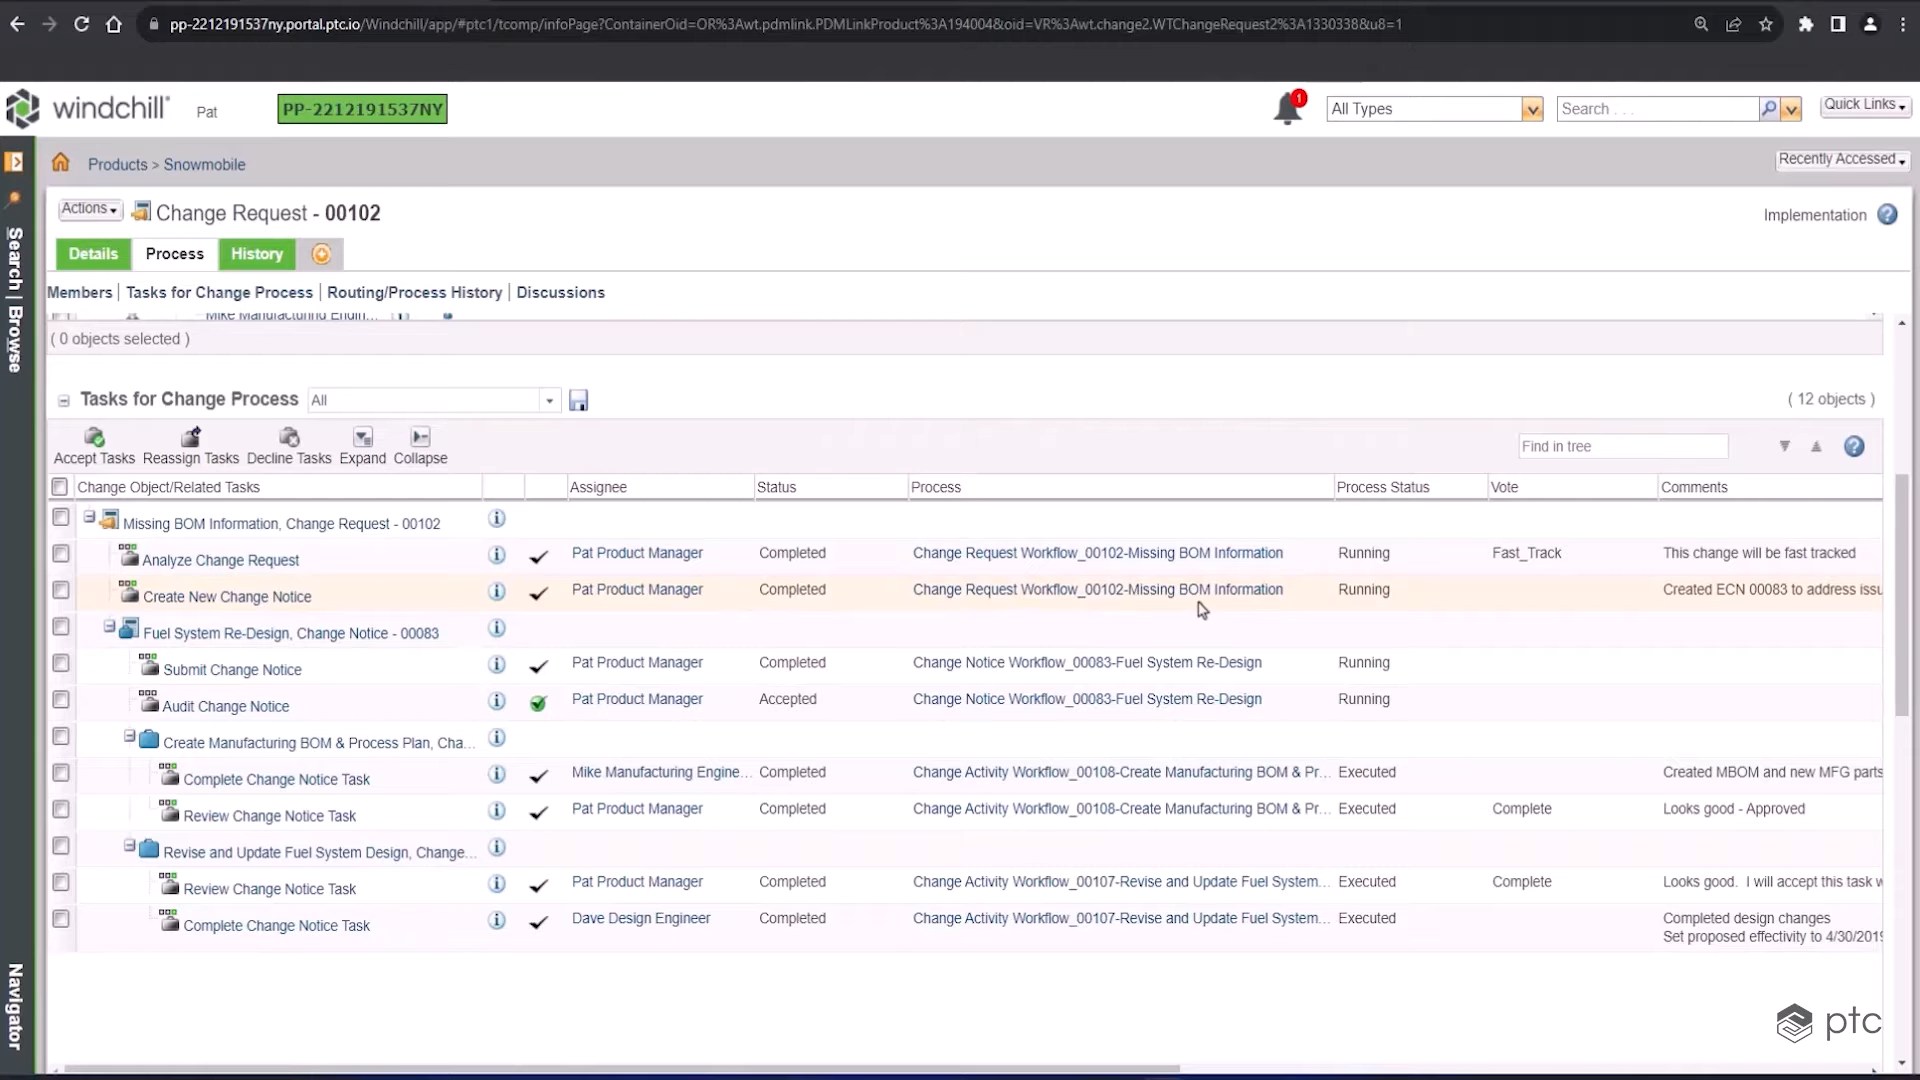 pp-2212191537ny.portal.ptc.io/Windchill/app/#ptc1/tcomp/infoPage?ContainerOid=OR%3Awt.pdmlink.PDMLinkProduct%3A194004&oid=VR%3Awt.change2.WTChangeRequest2%3A1330338&u8=1
windchill Pat PP-2212191537NY 1 All Types Search . . . Quick Links
Products > Snowmobile Recently Accessed
Actions Change Request - 00102 Implementation
Details Process History
Members Tasks for Change Process Routing/Process History Discussions
Mike Manufacturing Engin...
( 0 objects selected )
Tasks for Change Process All ( 12 objects )
Accept Tasks Reassign Tasks Decline Tasks Expand Collapse Find in tree
Change Object/Related Tasks Assignee Status Process Process Status Vote Comments
Missing BOM Information, Change Request - 00102
Analyze Change Request Pat Product Manager Completed Change Request Workflow_00102-Missing BOM Information Running Fast_Track This change will be fast tracked
Create New Change Notice Pat Product Manager Completed Change Request Workflow_00102-Missing BOM Information Running Created ECN 00083 to address issu
Fuel System Re-Design, Change Notice - 00083
Submit Change Notice Pat Product Manager Completed Change Notice Workflow_00083-Fuel System Re-Design Running
Audit Change Notice Pat Product Manager Accepted Change Notice Workflow_00083-Fuel System Re-Design Running
Create Manufacturing BOM & Process Plan, Cha...
Complete Change Notice Task Mike Manufacturing Engine... Completed Change Activity Workflow_00108-Create Manufacturing BOM & Pr... Executed Created MBOM and new MFG parts
Review Change Notice Task Pat Product Manager Completed Change Activity Workflow_00108-Create Manufacturing BOM & Pr... Executed Complete Looks good - Approved
Revise and Update Fuel System Design, Change...
Review Change Notice Task Pat Product Manager Completed Change Activity Workflow_00107-Revise and Update Fuel System... Executed Complete Looks good. I will accept this task w
Complete Change Notice Task Dave Design Engineer Completed Change Activity Workflow_00107-Revise and Update Fuel System... Executed Completed design changes
Set proposed effectivity to 4/30/2019
Search | Browse
Navigator
ptc